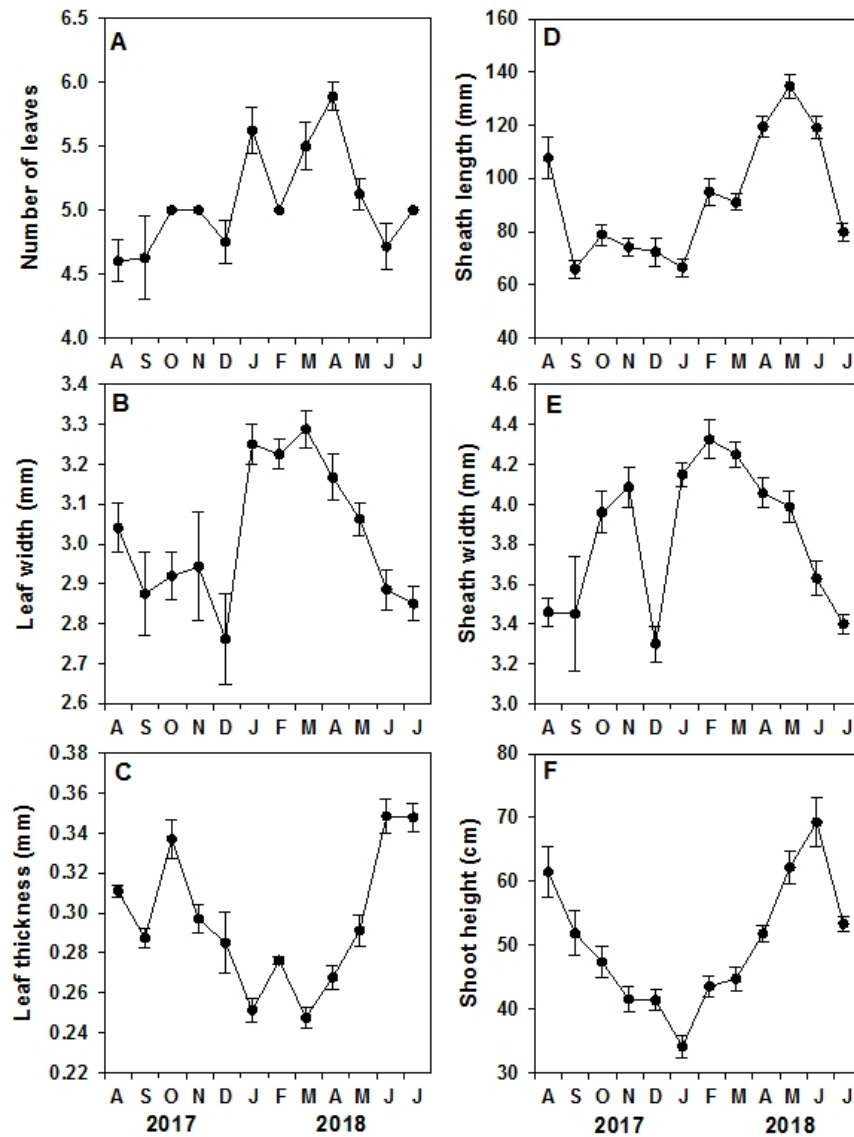 A
Number of leaves
6.5
6.0
5.5
5.0
4.5
4.0
A S O N D J F M A M J J
D
Sheath length (mm)
160
140
120
100
80
60
40
A S O N D J F M A M J J
B
Leaf width (mm)
3.4
3.3
3.2
3.1
3.0
2.9
2.8
2.7
2.6
A S O N D J F M A M J J
E
Sheath width (mm)
4.6
4.4
4.2
4.0
3.8
3.6
3.4
3.2
3.0
A S O N D J F M A M J J
C
Leaf thickness (mm)
0.38
0.36
0.34
0.32
0.30
0.28
0.26
0.24
0.22
A S O N D J F M A M J J
2017 2018
F
Shoot height (cm)
80
70
60
50
40
30
A S O N D J F M A M J J
2017 2018